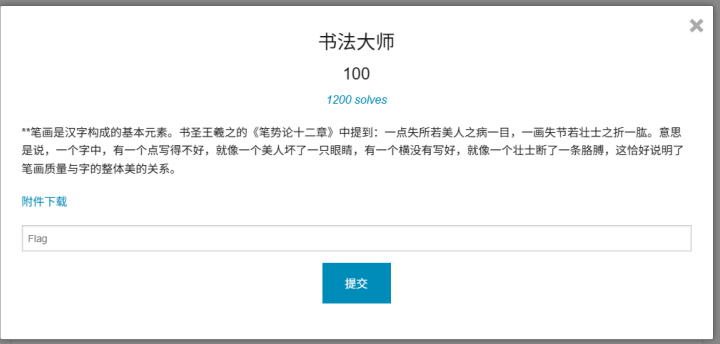 书法大师
100
1200 solves
**笔画是汉字构成的基本元素。书圣王羲之的《笔势论十二章》中提到：一点失所若美人之病一目，一画失节若壮士之折一肱。意思
是说，一个字中，有一个点写得不好，就像一个美人坏了一只眼睛，有一个横没有写好，就像一个壮士断了一条胳膊，这恰好说明了
笔画质量与字的整体美的关系。
附件下载
Flag
提交